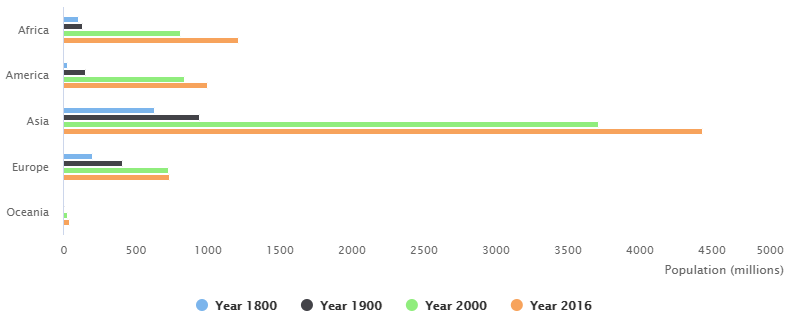 Africa
America
Asia
Europe
Oceania
0 500 1000 1500 2000 2500 3000 3500 4000 4500 5000
Population (millions)
Year 1800 Year 1900 Year 2000 Year 2016